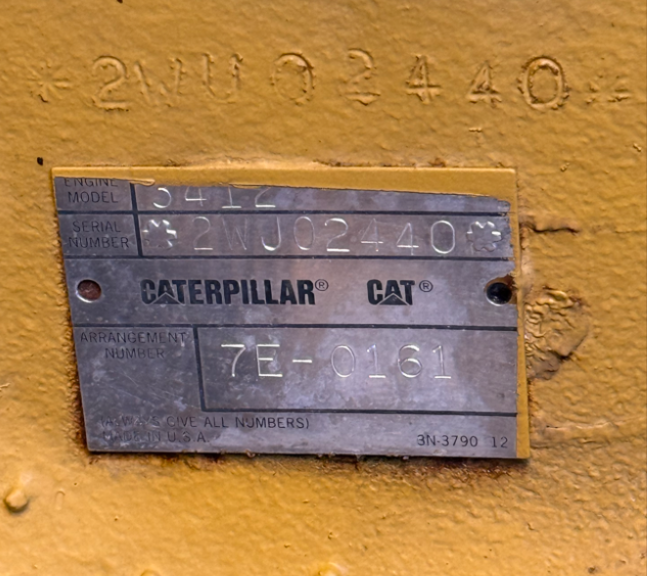 *2WJ02440*
ENGINE MODEL 3412
SERIAL NUMBER 2WJ02440
CATERPILLAR® CAT®
ARRANGEMENT NUMBER 7E-0161
(ALWAYS GIVE ALL NUMBERS)
MADE IN U.S.A. 3N-3790 12